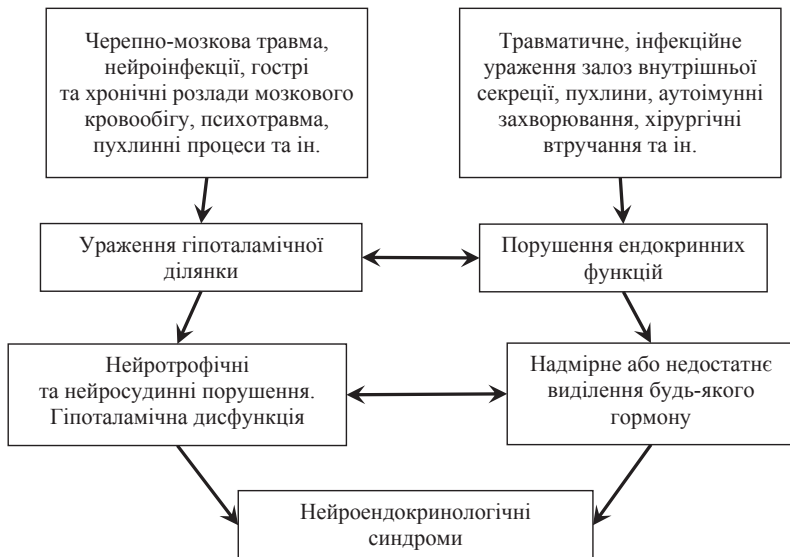 Черепно-мозкова травма,
нейроінфекції, гострі
та хронічні розлади мозкового
кровообігу, психотравма,
пухлинні процеси та ін.
Травматичне, інфекційне
ураження залоз внутрішньої
секреції, пухлини, аутоімунні
захворювання, хірургічні
втручання та ін.
Ураження гіпоталамічної
ділянки
Порушення ендокринних
функцій
Нейротрофічні
та нейросудинні порушення.
Гіпоталамічна дисфункція
Надмірне або недостатнє
виділення будь-якого
гормону
Нейроендокринологічні
синдроми